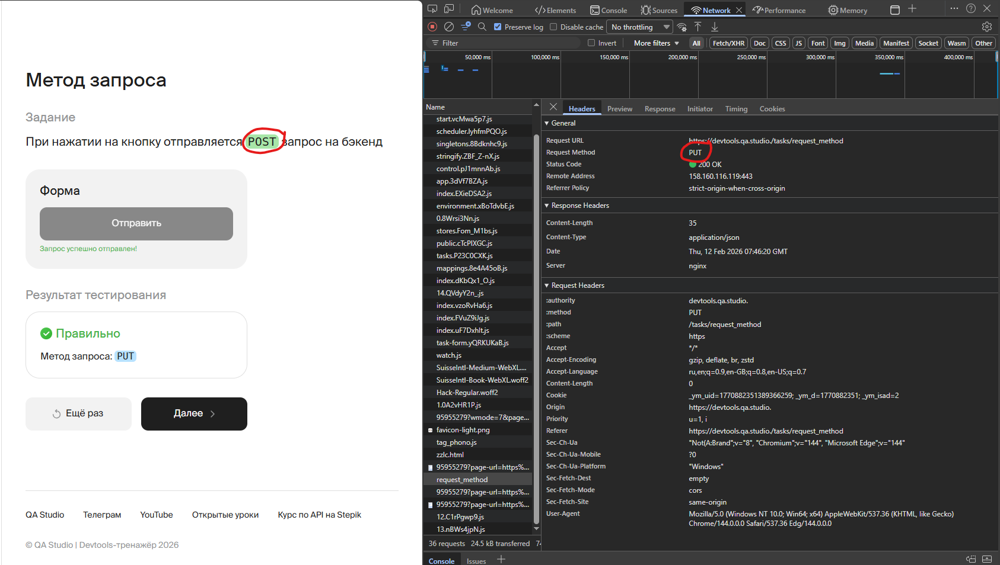 Метод запроса
Задание
При нажатии на кнопку отправляется POST запрос на бэкенд
Форма
Отправить
Запрос успешно отправлен!
Результат тестирования
Правильно
Метод запроса: PUT
Ещё раз
Далее
QA Studio Телеграм YouTube Открытые уроки Курс по API на Stepik
© QA Studio | Devtools-тренажёр 2026
Welcome Elements Console Sources Network Performance Memory
Preserve log Disable cache No throttling
Filter Invert More filters All Fetch/XHR Doc CSS JS Font Img Media Manifest Socket Wasm Other
50,000 ms 100,000 ms 150,000 ms 200,000 ms 250,000 ms 300,000 ms 350,000 ms 400,000 ms
Name
start.vcMwa5p7.js
scheduler.IyhfmPQO.js
singletons.8Bdknhc9.js
stringify.ZBF_Z-nX.js
control.pJ1mnnAb.js
app.3dVf7BZA.js
index.EXieDSA2.js
environment.xBoTdvbE.js
0.8Wrsi3Nn.js
stores.Fom_M1bs.js
public.cTcPIXGC.js
tasks.P23C0CXK.js
mappings.8e4A45oB.js
index.dKbQx1_O.js
14.QVdyY2n_.js
index.vzoRvHa6.js
index.FVuZ9iJg.js
index.uF7Dxhlt.js
task-form.yQRKUKaB.js
watch.js
SuisseIntl-Medium-WebXL....
SuisseIntl-Book-WebXL.woff2
Hack-Regular.woff2
1.0A2vHR1P.js
95955279?wmode=7&page...
favicon-light.png
tag_phono.js
zzlc.html
95955279?page-url=https%...
request_method
95955279?page-url=https%...
95955279?page-url=https%...
12.C1rPgwp9.js
13.nBWs4jpN.js
36 requests 24.5 kB transferred
Headers Preview Response Initiator Timing Cookies
General
Request URL https://devtools.qa.studio./tasks/request_method
Request Method PUT
Status Code 200 OK
Remote Address 158.160.116.119:443
Referrer Policy strict-origin-when-cross-origin
Response Headers
Content-Length 35
Content-Type application/json
Date Thu, 12 Feb 2026 07:46:20 GMT
Server nginx
Request Headers
:authority devtools.qa.studio.
:method PUT
:path /tasks/request_method
:scheme https
Accept */*
Accept-Encoding gzip, deflate, br, zstd
Accept-Language ru,en;q=0.9,en-GB;q=0.8,en-US;q=0.7
Content-Length 0
Cookie _ym_uid=1770882351389366259; _ym_d=1770882351; _ym_isad=2
Origin https://devtools.qa.studio.
Priority u=1, i
Referer https://devtools.qa.studio./tasks/request_method
Sec-Ch-Ua "Not(A:Brand";v="8", "Chromium";v="144", "Microsoft Edge";v="144"
Sec-Ch-Ua-Mobile ?0
Sec-Ch-Ua-Platform "Windows"
Sec-Fetch-Dest empty
Sec-Fetch-Mode cors
Sec-Fetch-Site same-origin
User-Agent Mozilla/5.0 (Windows NT 10.0; Win64; x64) AppleWebKit/537.36 (KHTML, like Gecko)
Chrome/144.0.0.0 Safari/537.36 Edg/144.0.0.0
Console Issues